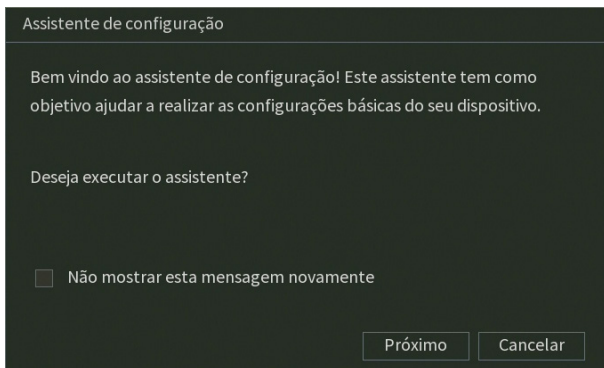 Assistente de configuração
Bem vindo ao assistente de configuração! Este assistente tem como
objetivo ajudar a realizar as configurações básicas do seu dispositivo.
Deseja executar o assistente?
Não mostrar esta mensagem novamente
Próximo Cancelar